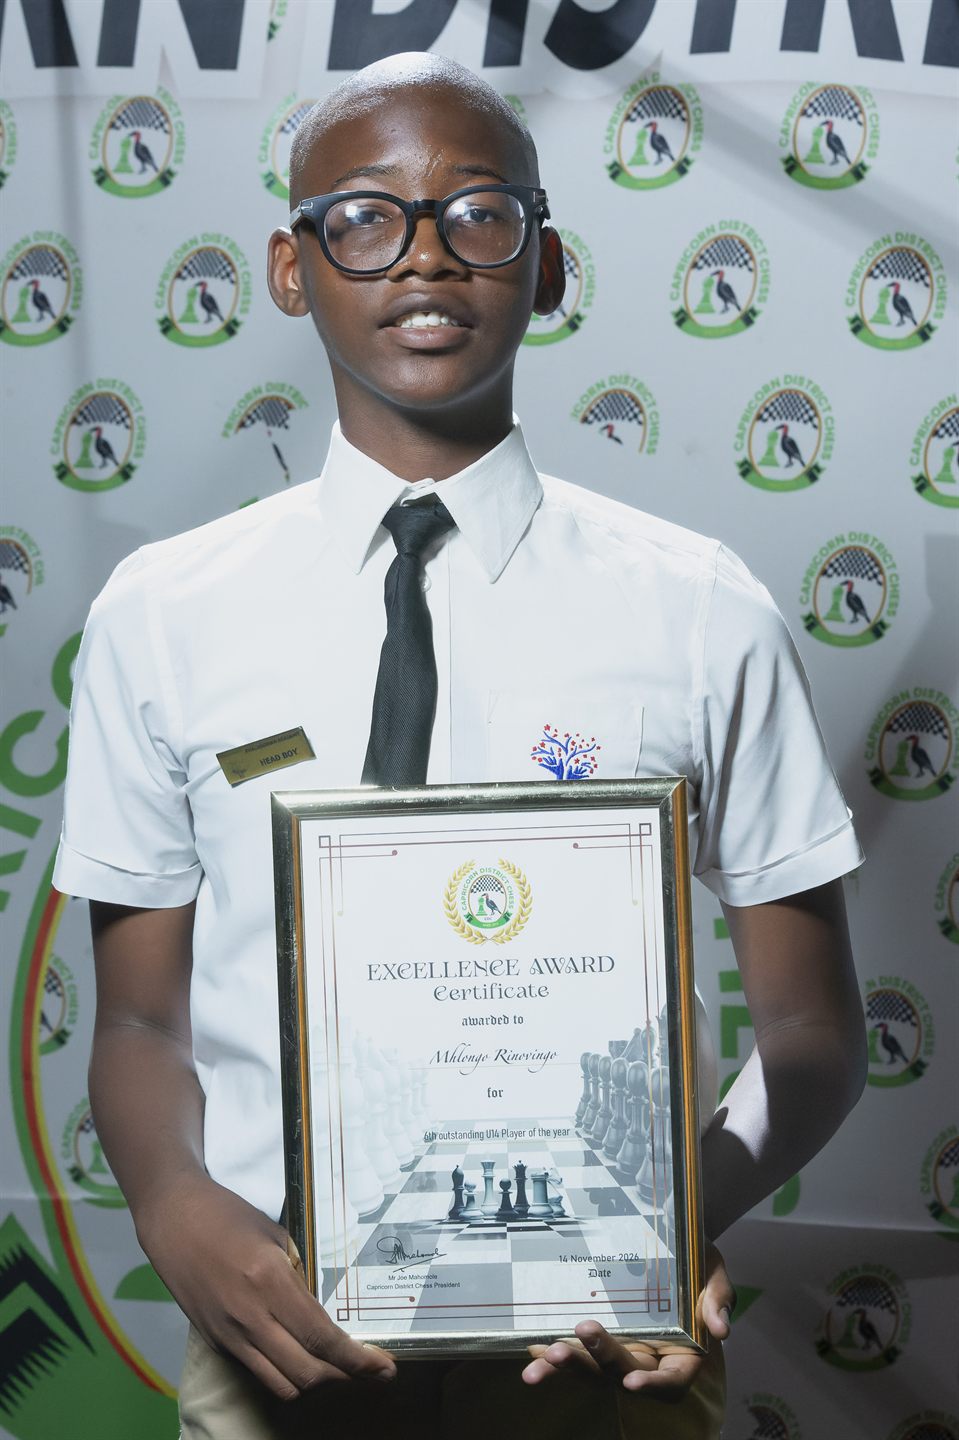 HEAD BOY
CAPRICORN DISTRICT CHESS
EXCELLENCE AWARD
Certificate
awarded to
Mhlongo Rinovingo
for
6th outstanding U14 Player of the year
Mr Joe Mahomole
Capricorn District Chess President
14 November 2026
Date